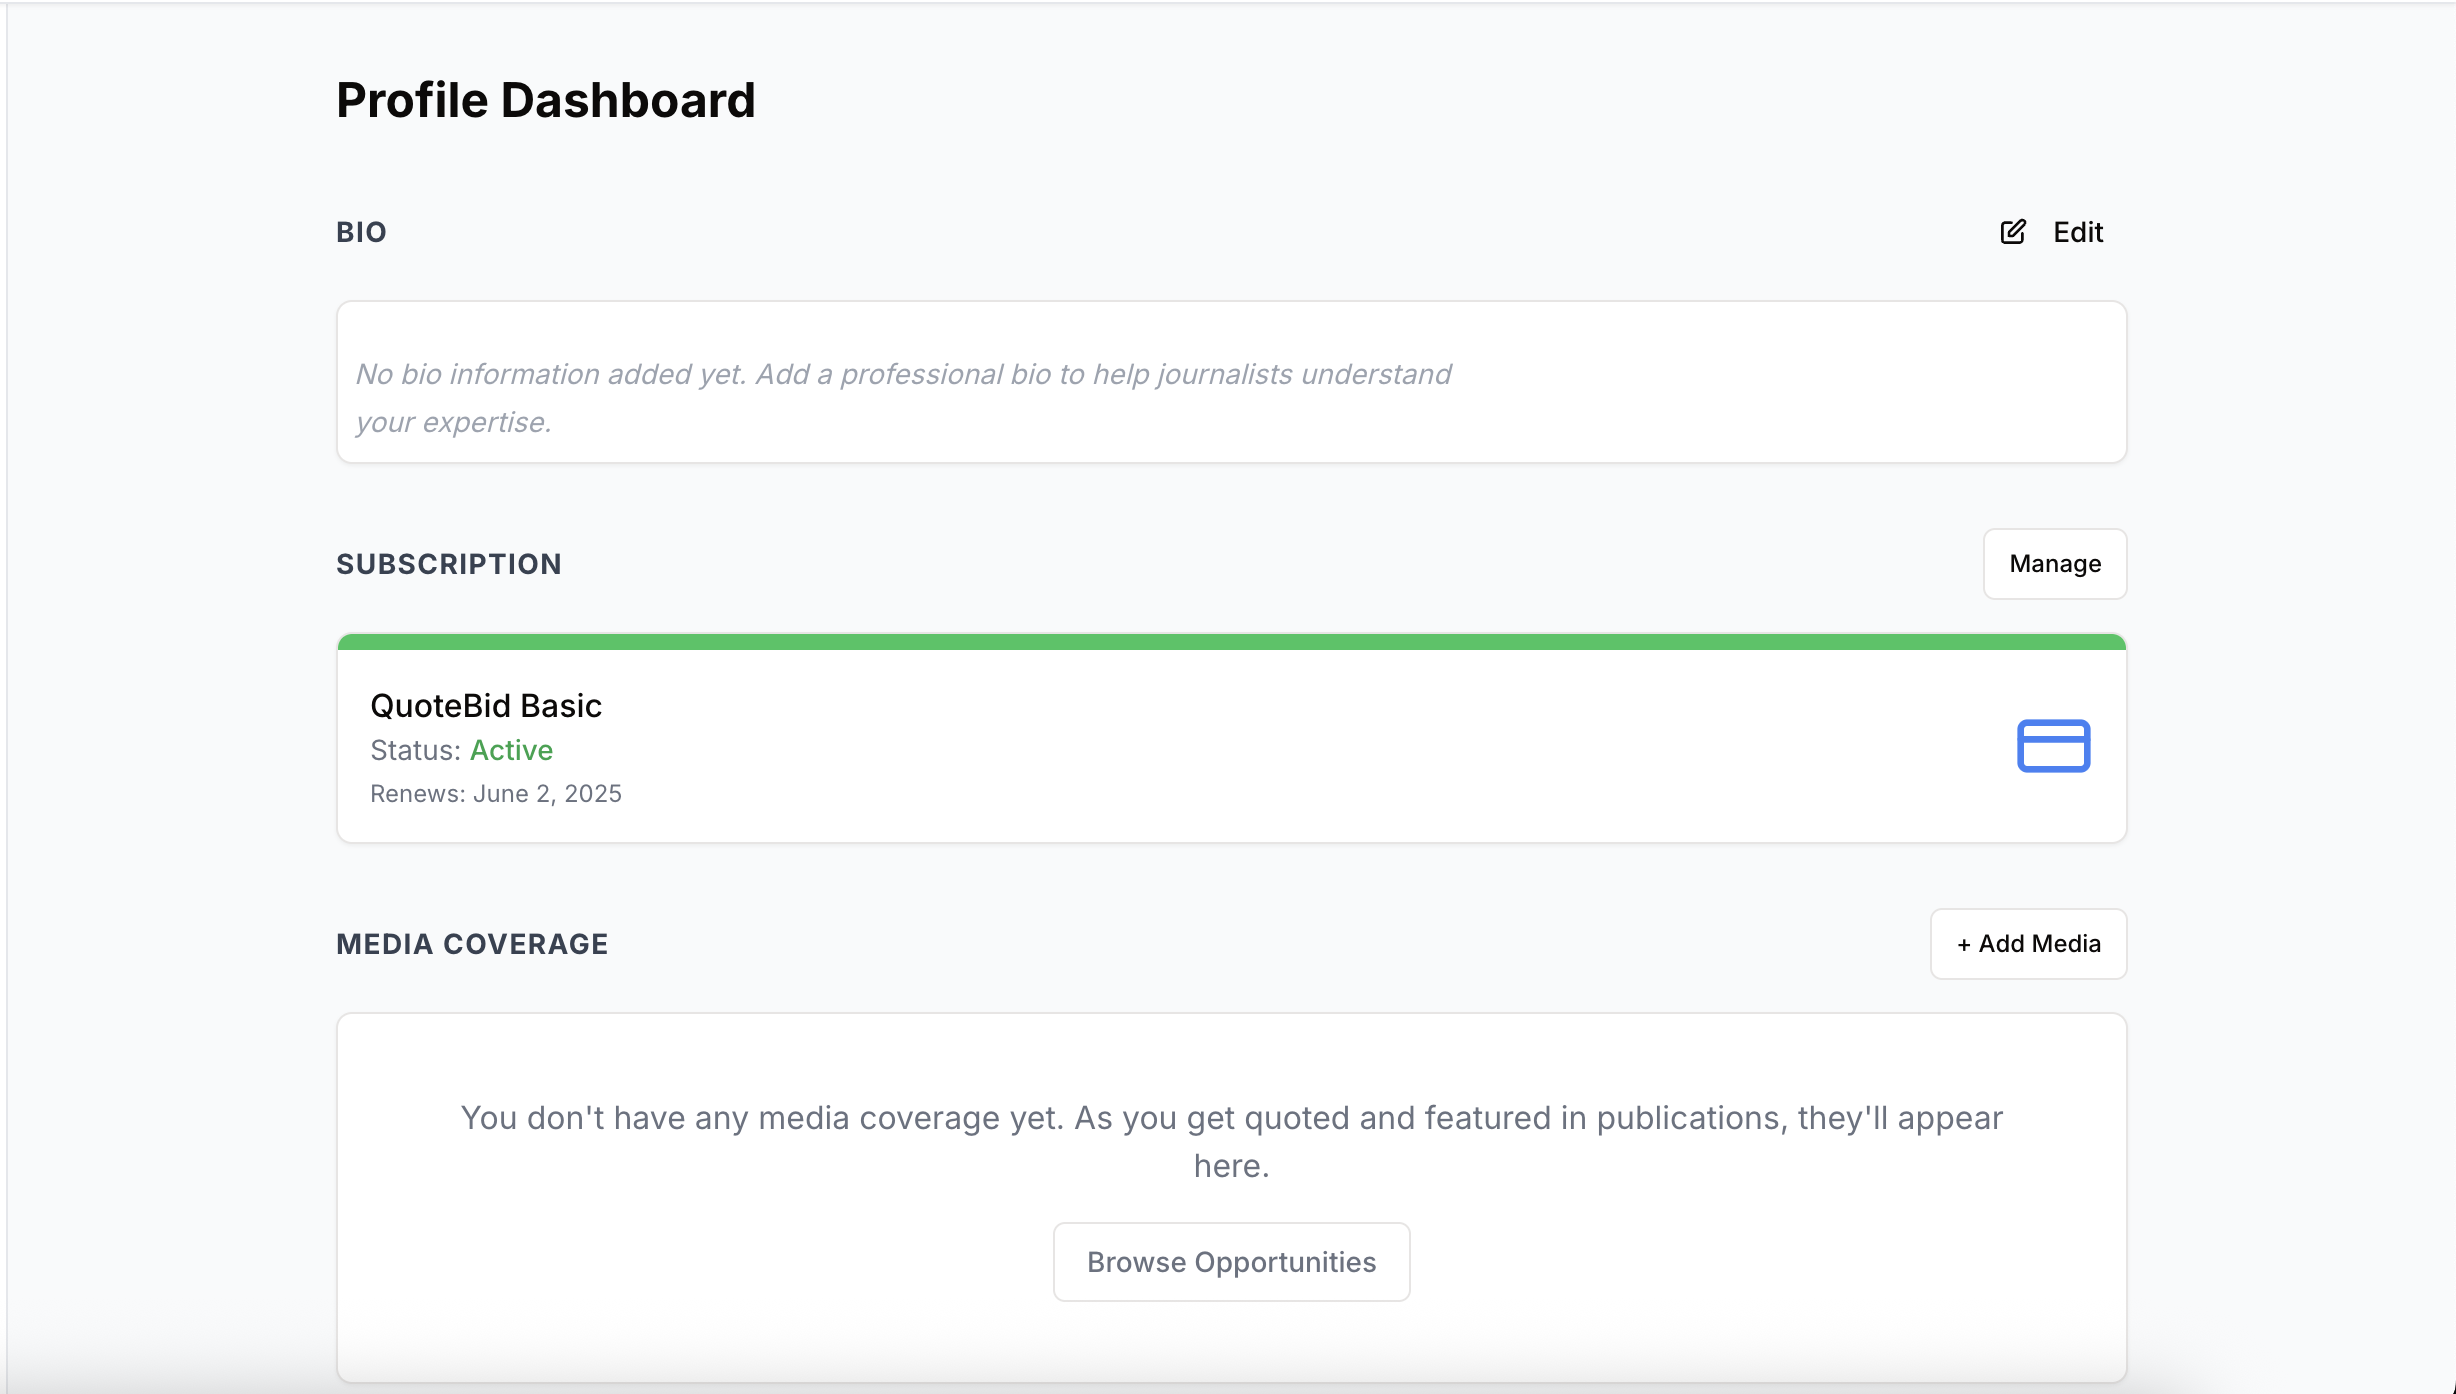 Profile Dashboard
BIO
Edit
No bio information added yet. Add a professional bio to help journalists understand
your expertise.
SUBSCRIPTION
Manage
QuoteBid Basic
Status: Active
Renews: June 2, 2025
MEDIA COVERAGE
+ Add Media
You don't have any media coverage yet. As you get quoted and featured in publications, they'll appear
here.
Browse Opportunities